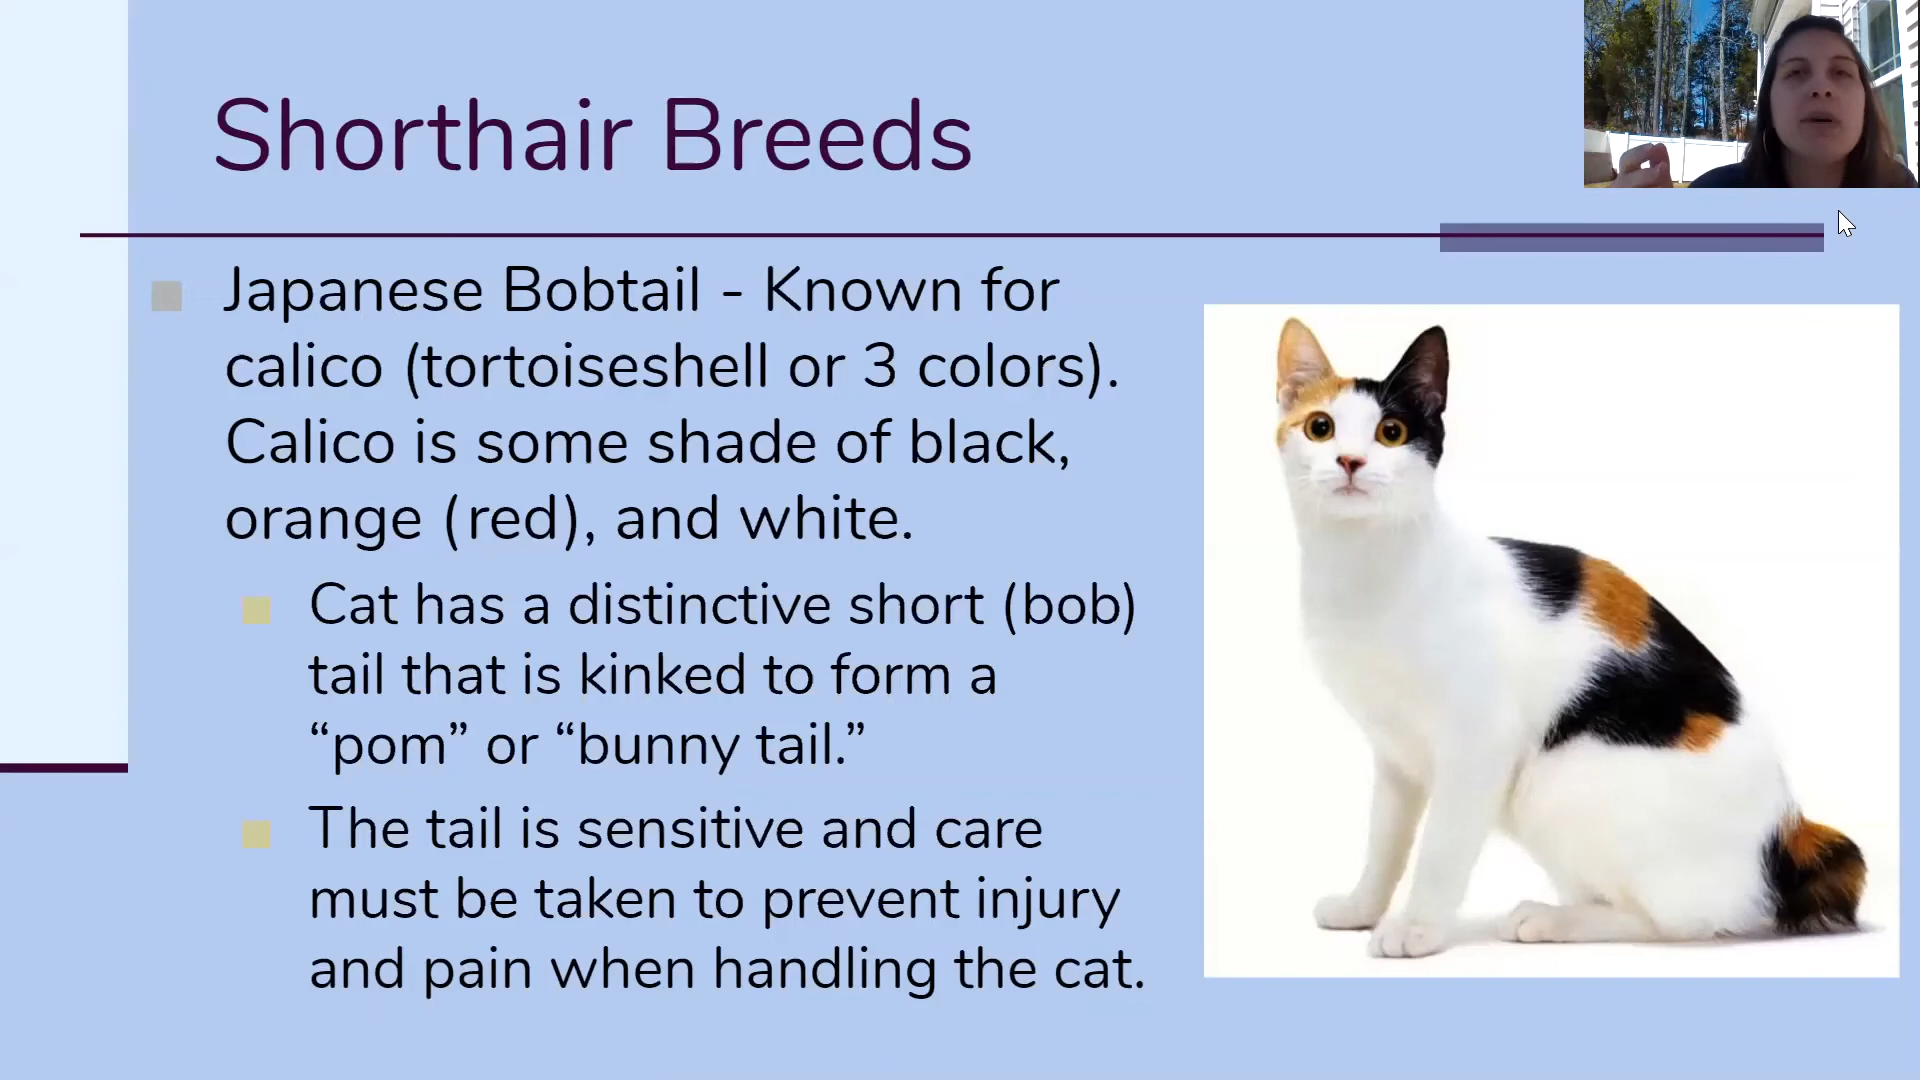 Shorthair Breeds
Japanese Bobtail - Known for
calico (tortoiseshell or 3 colors).
Calico is some shade of black,
orange (red), and white.
Cat has a distinctive short (bob)
tail that is kinked to form a
“pom” or “bunny tail.”
The tail is sensitive and care
must be taken to prevent injury
and pain when handling the cat.